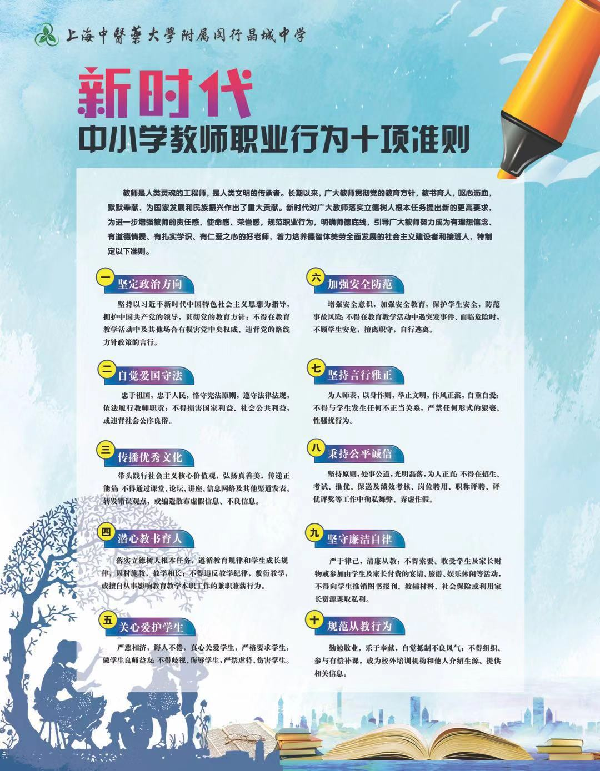 上海中醫藥大學附属闵行晶城中学
新时代
中小学教师职业行为十项准则
教师是人类灵魂的工程师，是人类文明的传承者。长期以来，广大教师贯彻党的教育方针，教书育人，呕心沥血，
默默奉献，为国家发展和民族振兴作出了重大贡献。新时代对广大教师落实立德树人根本任务提出新的更高要求，
为进一步增强教师的责任感、使命感、荣誉感，规范职业行为，明确师德底线，引导广大教师努力成为有理想信念、
有道德情操、有扎实学识、有仁爱之心的好老师，着力培养德智体美劳全面发展的社会主义建设者和接班人，特制
定以下准则。
一 坚定政治方向
坚持以习近平新时代中国特色社会主义思想为指导，
拥护中国共产党的领导，贯彻党的教育方针；不得在教育
教学活动中及其他场合有损害党中央权威、违背党的路线
方针政策的言行。
二 自觉爱国守法
忠于祖国，忠于人民，恪守宪法原则，遵守法律法规，
依法履行教师职责；不得损害国家利益、社会公共利益，
或违背社会公序良俗。
三 传播优秀文化
带头践行社会主义核心价值观，弘扬真善美，传递正
能量；不得通过课堂、论坛、讲座、信息网络及其他渠道发表、
转发错误观点，或编造散布虚假信息、不良信息。
四 潜心教书育人
落实立德树人根本任务，遵循教育规律和学生成长规
律，因材施教，教学相长；不得违反教学纪律，敷衍教学，
或擅自从事影响教育教学本职工作的兼职兼薪行为。
五 关心爱护学生
严慈相济，诲人不倦，真心关爱学生，严格要求学生，
做学生良师益友；不得歧视、侮辱学生，严禁虐待、伤害学生。
六 加强安全防范
增强安全意识，加强安全教育，保护学生安全，防范
事故风险；不得在教育教学活动中遇突发事件、面临危险时，
不顾学生安危，擅离职守，自行逃离。
七 坚持言行雅正
为人师表，以身作则，举止文明，作风正派，自重自爱；
不得与学生发生任何不正当关系，严禁任何形式的猥亵、
性骚扰行为。
八 秉持公平诚信
坚持原则，处事公道，光明磊落，为人正直；不得在招生、
考试、推优、保送及绩效考核、岗位聘用、职称评聘、评
优评奖等工作中徇私舞弊、弄虚作假。
九 坚守廉洁自律
严于律己，清廉从教；不得索要、收受学生及家长财
物或参加由学生及家长付费的宴请、旅游、娱乐休闲等活动，
不得向学生推销图书报刊、教辅材料、社会保险或利用家
长资源谋取私利。
十 规范从教行为
勤勉敬业，乐于奉献，自觉抵制不良风气；不得组织、
参与有偿补课，或为校外培训机构和他人介绍生源、提供
相关信息。